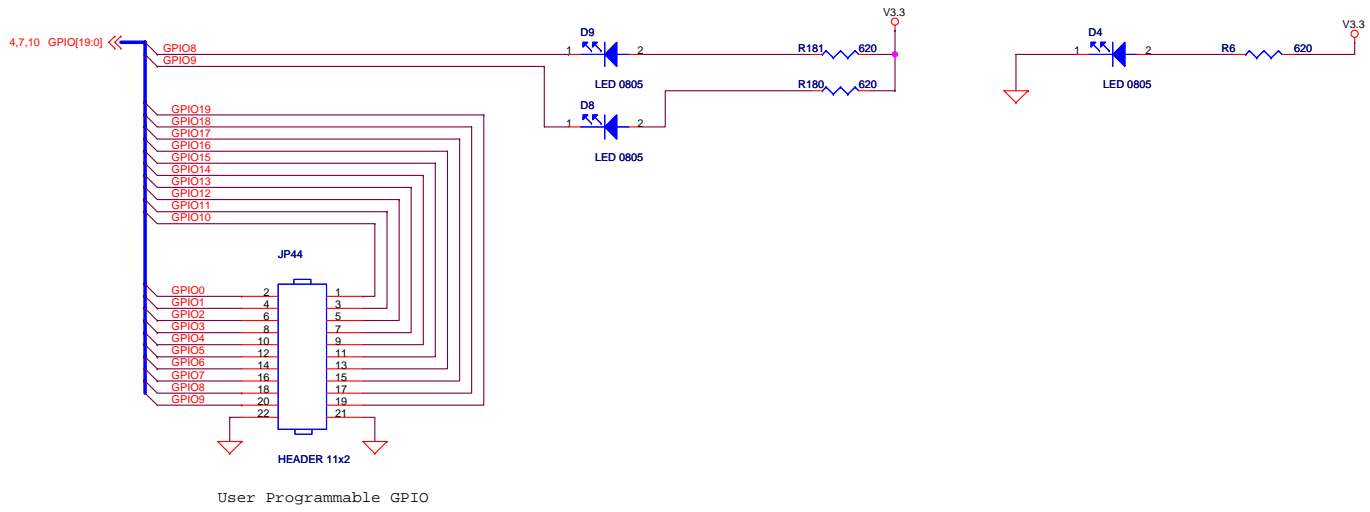 V3.3
V3.3
4,7,10 GPIO[19:0]
GPIO8
GPIO9
D9
1 2
LED 0805
R181 620
D4
1 2
LED 0805
R6 620
R180 620
D8
1 2
LED 0805
GPIO19
GPIO18
GPIO17
GPIO16
GPIO15
GPIO14
GPIO13
GPIO12
GPIO11
GPIO10
JP44
GPIO0 2 1
GPIO1 4 3
GPIO2 6 5
GPIO3 8 7
GPIO4 10 9
GPIO5 12 11
GPIO6 14 13
GPIO7 16 15
GPIO8 18 17
GPIO9 20 19
22 21
HEADER 11x2
User Programmable GPIO